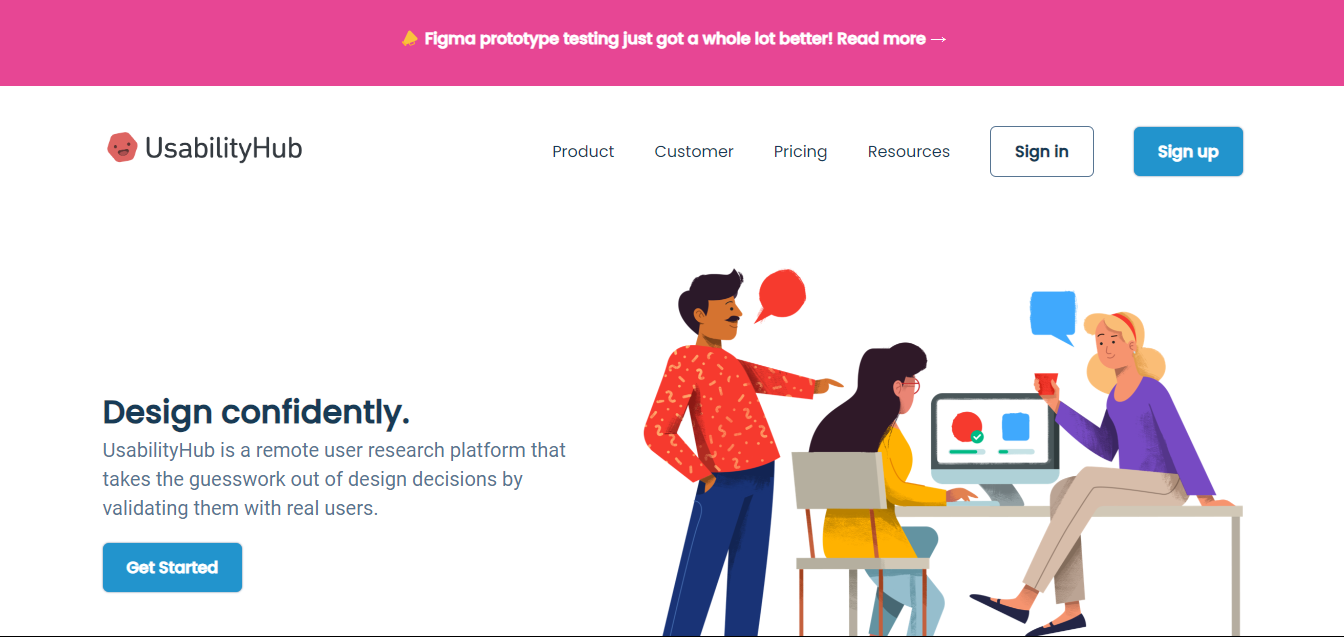 Figma prototype testing just got a whole lot better! Read more →
UsabilityHub
Product Customer Pricing Resources Sign in Sign up
Design confidently.
UsabilityHub is a remote user research platform that
takes the guesswork out of design decisions by
validating them with real users.
Get Started